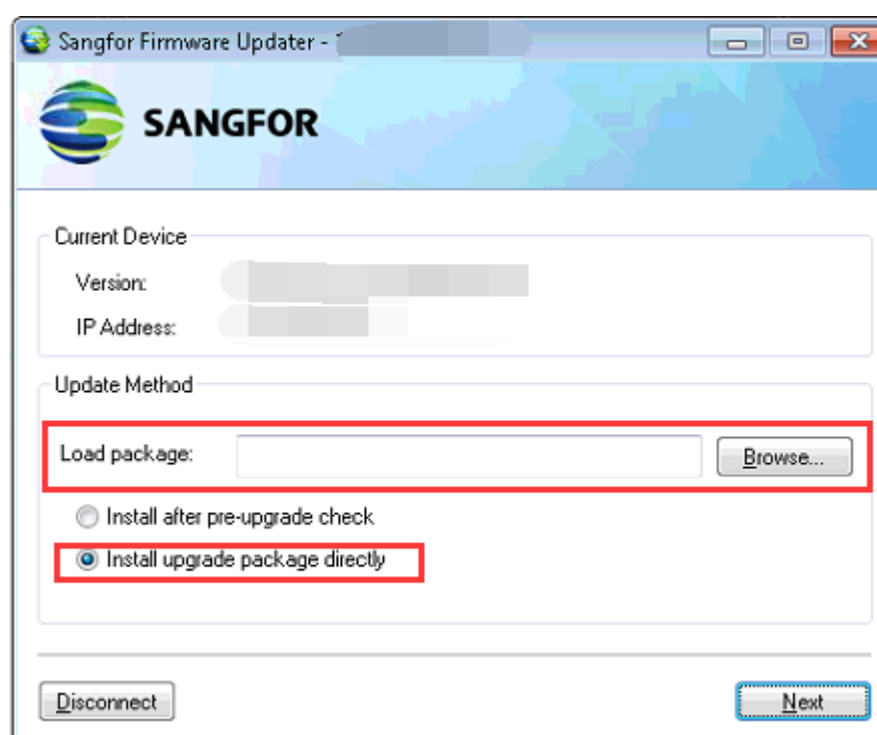 Sangfor Firmware Updater -
SANGFOR
Current Device
Version:
IP Address:
Update Method
Load package:
Browse...
Install after pre-upgrade check
Install upgrade package directly
Disconnect
Next